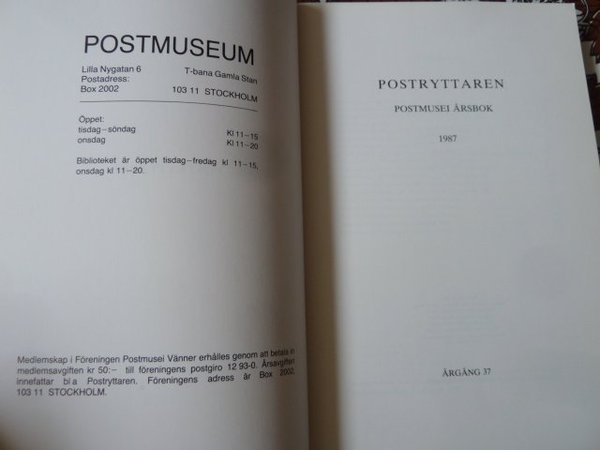 POSTMUSEUM
Lilla Nygatan 6 T-bana Gamla Stan
Postadress:
Box 2002 103 11 STOCKHOLM
Öppet:
tisdag–söndag Kl 11–15
onsdag Kl 11–20
Biblioteket är öppet tisdag–fredag kl 11–15,
onsdag kl 11–20.
Medlemskap i Föreningen Postmusei Vänner erhålles genom att betala in
medlemsavgiften kr 50:– till föreningens postgiro 12 93-0. Årsavgiften
innefattar bl a Postryttaren. Föreningens adress är Box 2002,
103 11 STOCKHOLM.
POSTRYTTAREN
POSTMUSEI ÅRSBOK
1987
ÅRGÅNG 37